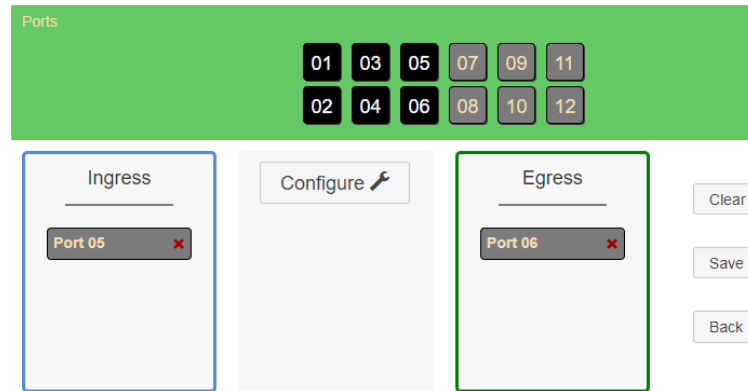 Ports
01 03 05 07 09 11
02 04 06 08 10 12
Ingress
Port 05
Configure
Egress
Port 06
Clear
Save
Back